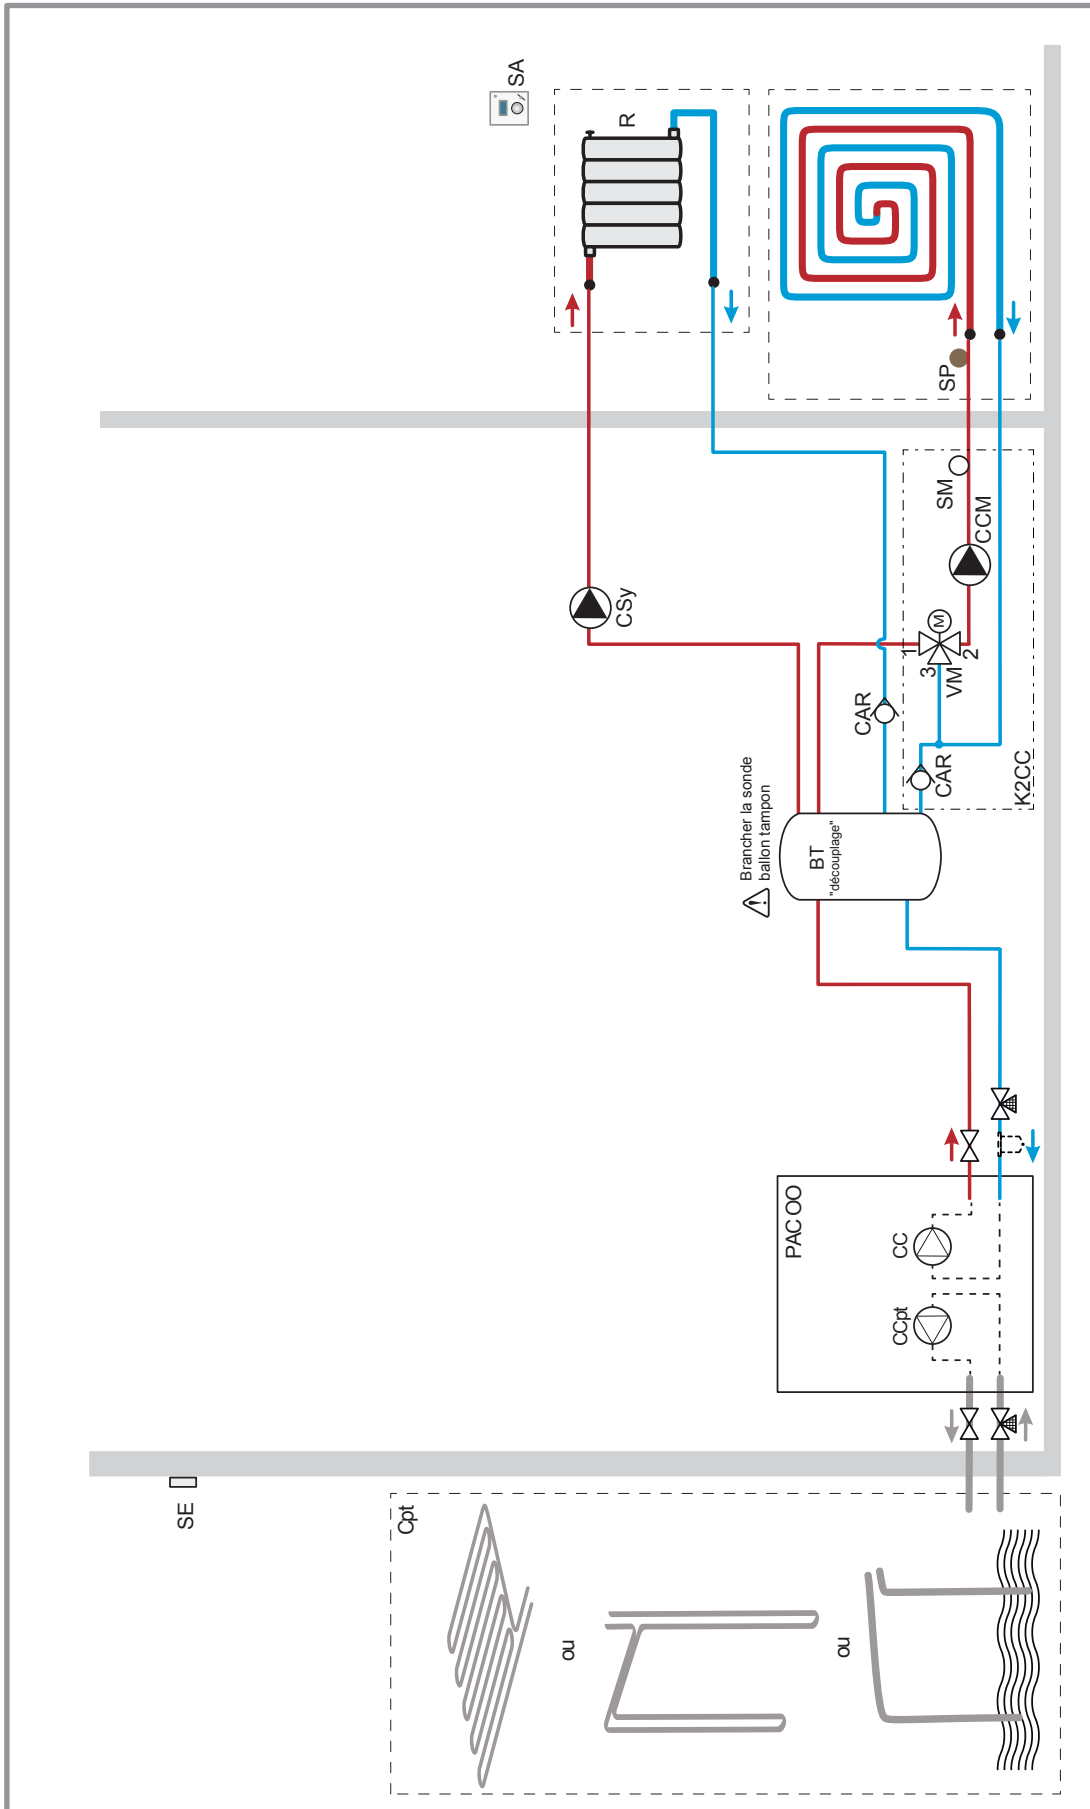 SE
Cpt
ou
ou
PAC OO
CCpt
CC
Brancher la sonde
ballon tampon
BT
"découplage"
CAR
CAR
K2CC
CSy
1
2
3
VM
M
CCM
SM
SP
R
SA